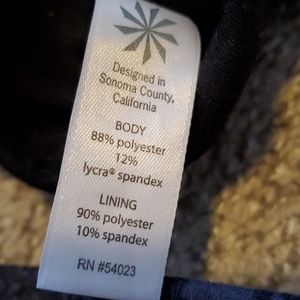 Designed in
Sonoma County,
California
BODY
88% polyester
12%
lycra® spandex
LINING
90% polyester
10% spandex
RN #54023